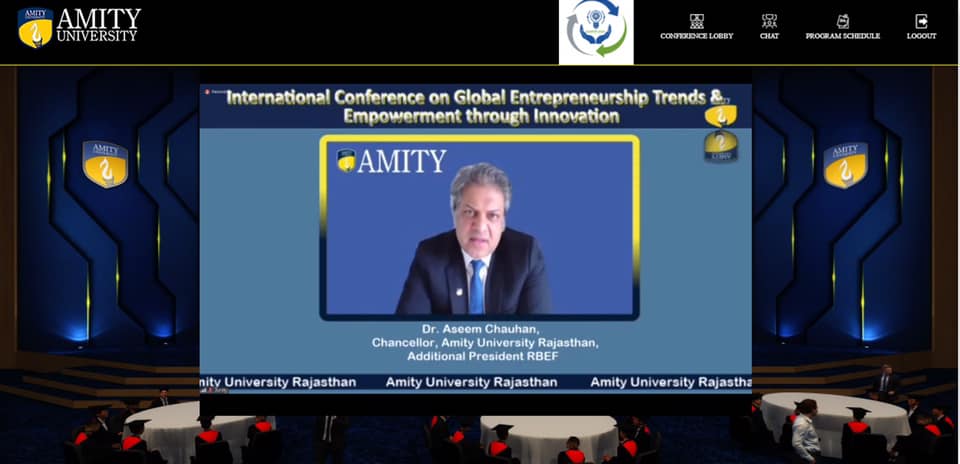 AMITY
UNIVERSITY
CONFERENCE LOBBY
CHAT
PROGRAM SCHEDULE
LOGOUT
International Conference on Global Entrepreneurship Trends &
Empowerment through Innovation
AMITY
AMITY
AMITY
AMITY
Dr. Aseem Chauhan,
Chancellor, Amity University Rajasthan,
Additional President RBEF
nity University Rajasthan Amity University Rajasthan Amity University Rajastha